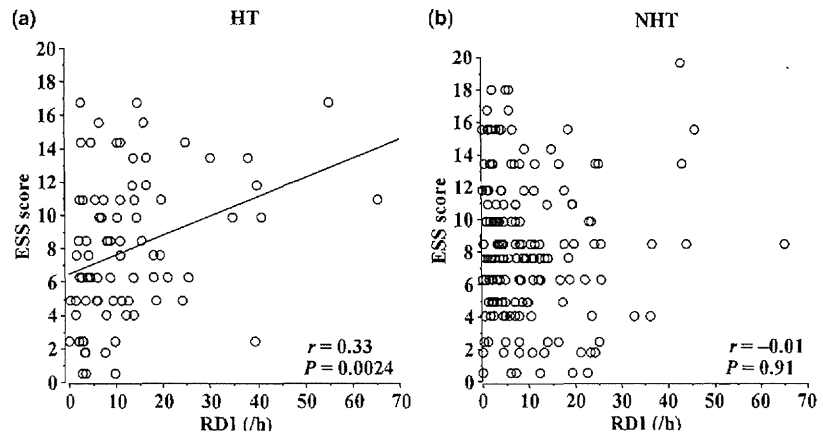 (a) HT
20
18
16
14
12
10
8
6
4
2
0
ESS score
r = 0.33
P = 0.0024
0 10 20 30 40 50 60 70
RDI (/h)
(b) NHT
20
18
16
14
12
10
8
6
4
2
0
ESS score
r = –0.01
P = 0.91
0 10 20 30 40 50 60 70
RDI (/h)